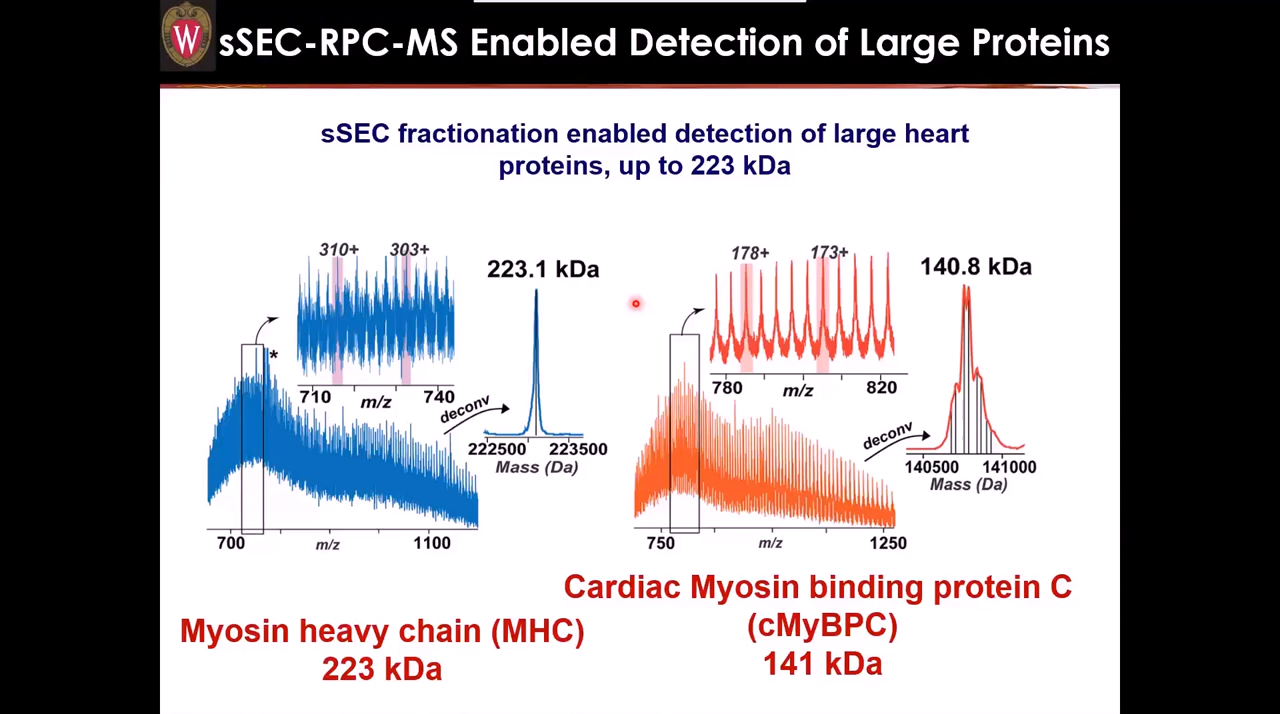 W
sSEC-RPC-MS Enabled Detection of Large Proteins
sSEC fractionation enabled detection of large heart
proteins, up to 223 kDa
310+ 303+
223.1 kDa
*
710 m/z 740
deconv
222500 223500
Mass (Da)
700 m/z 1100
178+ 173+
140.8 kDa
780 m/z 820
deconv
140500 141000
Mass (Da)
750 m/z 1250
Myosin heavy chain (MHC)
223 kDa
Cardiac Myosin binding protein C
(cMyBPC)
141 kDa